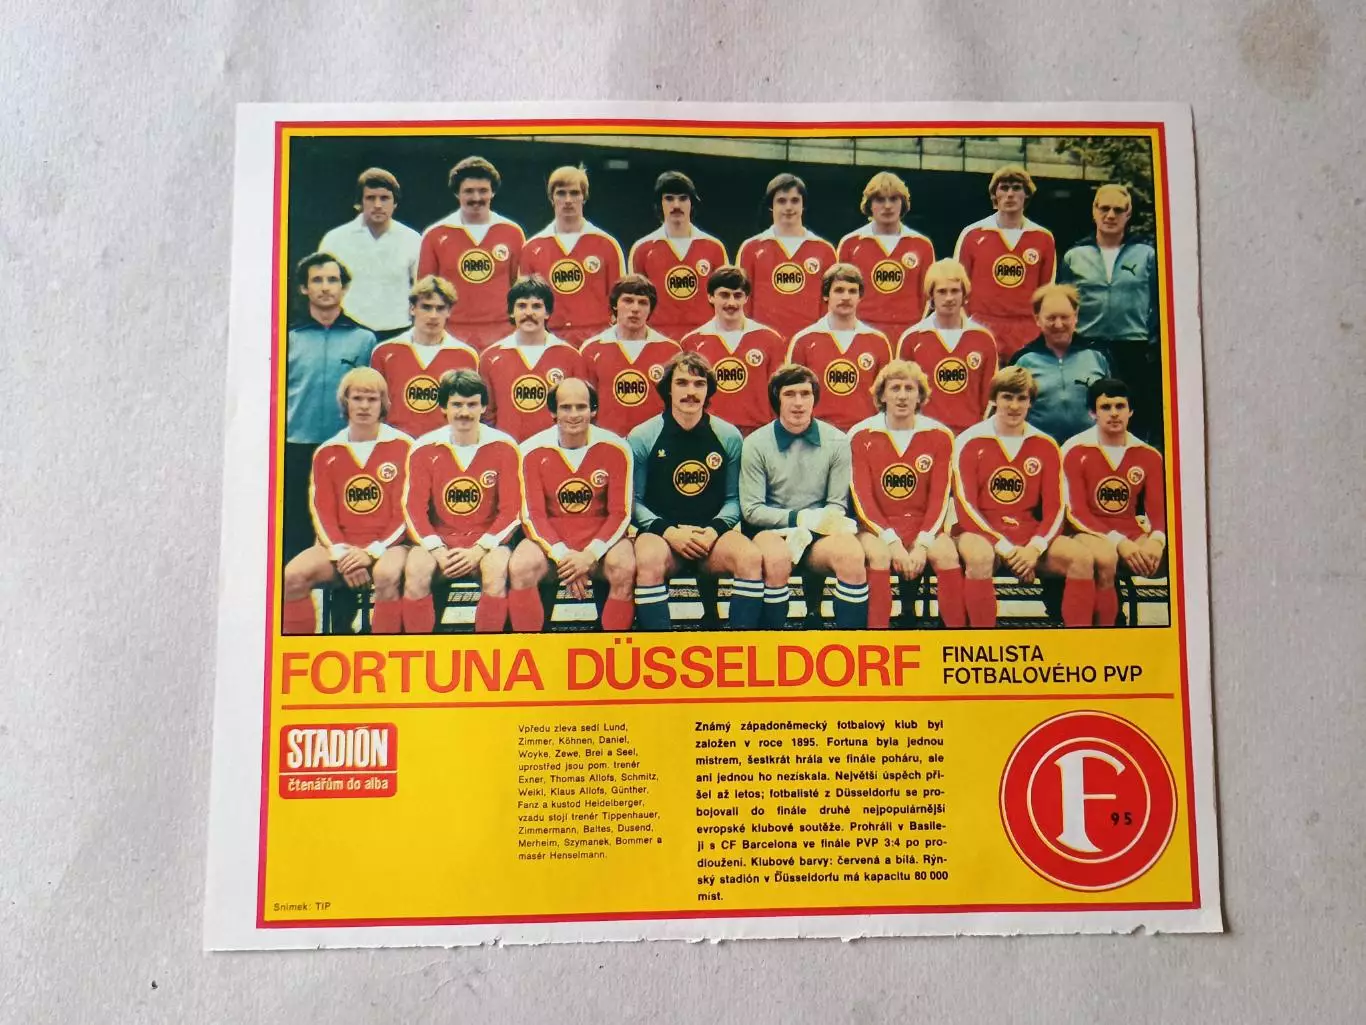 ARAG ARAG ARAG ARAG ARAG ARAG
ARAG ARAG ARAG ARAG ARAG ARAG
ARAG ARAG ARAG ARAG ARAG ARAG ARAG
FORTUNA DÜSSELDORF
FINALISTA
FOTBALOVÉHO PVP
STADIÓN
čtenářům do alba
Vpředu zleva sedí Lund,
Zimmer, Köhnen, Daniel,
Woyke, Zewe, Brei a Seel,
uprostřed jsou pom. trenér
Exner, Thomas Allofs, Schmitz,
Weikl, Klaus Allofs, Günther,
Fanz a kustod Heidelberger,
vzadu stojí trenér Tippenhauer,
Zimmermann, Baltes, Dusend,
Merheim, Szymanek, Bommer a
masér Henselmann.
Známý západoněmecký fotbalový klub byl
založen v roce 1895. Fortuna byla jednou
mistrem, šestkrát hrála ve finále poháru, ale
ani jednou ho nezískala. Největší úspěch při-
šel až letos; fotbalisté z Düsseldorfu se pro-
bojovali do finále druhé nejpopulárnější
evropské klubové soutěže. Prohráli v Basile-
ji s CF Barcelona ve finále PVP 3:4 po pro-
dloužení. Klubové barvy: červená a bílá. Rýn-
ský stadión v Düsseldorfu má kapacitu 80 000
míst.
F 95
Snímek: TIP